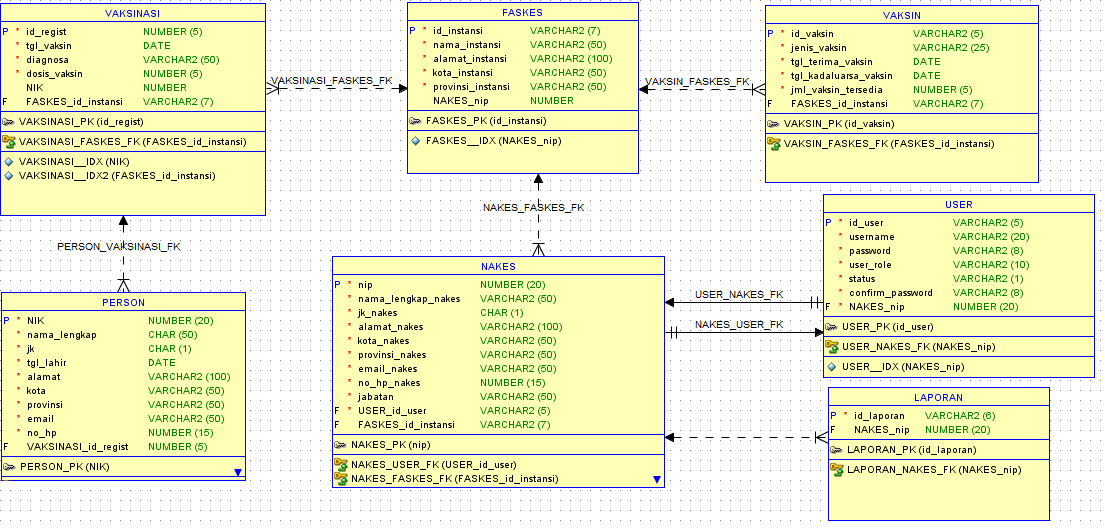 VAKSINASI
P * id_regist NUMBER (5)
* tgl_vaksin DATE
* diagnosa VARCHAR2 (50)
* dosis_vaksin NUMBER (5)
NIK NUMBER
F * FASKES_id_instansi VARCHAR2 (7)
VAKSINASI_PK (id_regist)
VAKSINASI_FASKES_FK (FASKES_id_instansi)
VAKSINASI__IDX (NIK)
VAKSINASI__IDX2 (FASKES_id_instansi)
VAKSINASI_FASKES_FK
FASKES
P * id_instansi VARCHAR2 (7)
* nama_instansi VARCHAR2 (50)
* alamat_instansi VARCHAR2 (100)
* kota_instansi VARCHAR2 (50)
* provinsi_instansi VARCHAR2 (50)
NAKES_nip NUMBER
FASKES_PK (id_instansi)
FASKES__IDX (NAKES_nip)
VAKSIN_FASKES_FK
VAKSIN
P * id_vaksin VARCHAR2 (5)
* jenis_vaksin VARCHAR2 (25)
* tgl_terima_vaksin DATE
* tgl_kadaluarsa_vaksin DATE
* jml_vaksin_tersedia NUMBER (5)
F FASKES_id_instansi VARCHAR2 (7)
VAKSIN_PK (id_vaksin)
VAKSIN_FASKES_FK (FASKES_id_instansi)
PERSON_VAKSINASI_FK
NAKES_FASKES_FK
PERSON
P * NIK NUMBER (20)
* nama_lengkap CHAR (50)
* jk CHAR (1)
* tgl_lahir DATE
* alamat VARCHAR2 (100)
* kota VARCHAR2 (50)
* provinsi VARCHAR2 (50)
* email VARCHAR2 (50)
* no_hp NUMBER (15)
F VAKSINASI_id_regist NUMBER (5)
PERSON_PK (NIK)
NAKES
P * nip NUMBER (20)
* nama_lengkap_nakes VARCHAR2 (50)
* jk_nakes CHAR (1)
* alamat_nakes VARCHAR2 (100)
* kota_nakes VARCHAR2 (50)
* provinsi_nakes VARCHAR2 (50)
* email_nakes VARCHAR2 (50)
* no_hp_nakes NUMBER (15)
* jabatan VARCHAR2 (50)
F * USER_id_user VARCHAR2 (5)
F FASKES_id_instansi VARCHAR2 (7)
NAKES_PK (nip)
NAKES_USER_FK (USER_id_user)
NAKES_FASKES_FK (FASKES_id_instansi)
USER_NAKES_FK
NAKES_USER_FK
USER
P * id_user VARCHAR2 (5)
* username VARCHAR2 (20)
* password VARCHAR2 (8)
* user_role VARCHAR2 (10)
* status VARCHAR2 (1)
* confirm_password VARCHAR2 (8)
F * NAKES_nip NUMBER (20)
USER_PK (id_user)
USER_NAKES_FK (NAKES_nip)
USER__IDX (NAKES_nip)
LAPORAN
P * id_laporan VARCHAR2 (6)
F NAKES_nip NUMBER (20)
LAPORAN_PK (id_laporan)
LAPORAN_NAKES_FK (NAKES_nip)